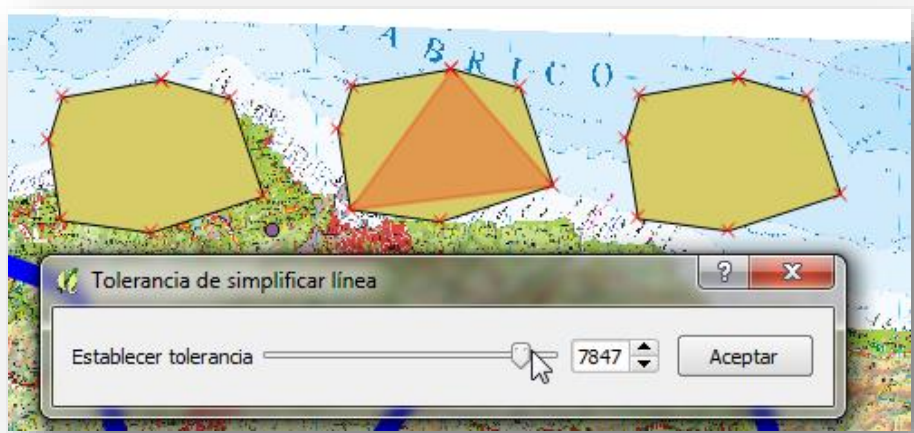 A B R I C O
Tolerancia de simplificar línea
?
X
Establecer tolerancia
7847
Aceptar